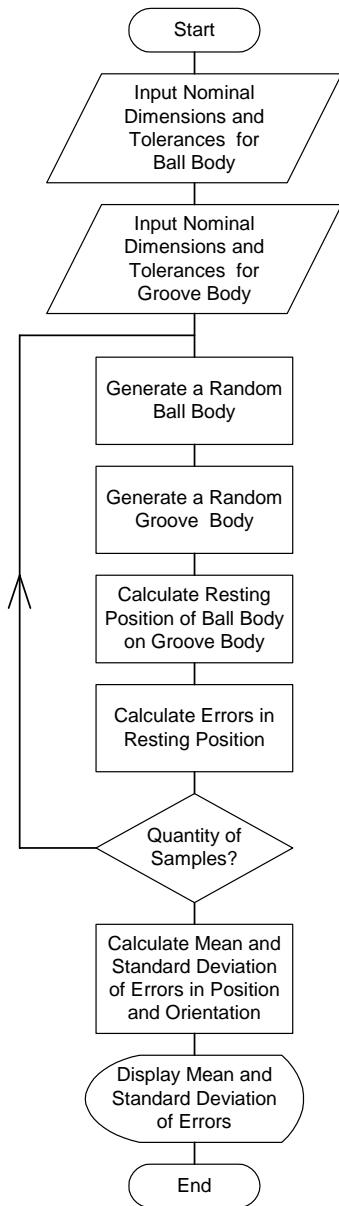 Start
Input Nominal
Dimensions and
Tolerances for
Ball Body
Input Nominal
Dimensions and
Tolerances for
Groove Body
Generate a Random
Ball Body
Generate a Random
Groove Body
Calculate Resting
Position of Ball Body
on Groove Body
Calculate Errors in
Resting Position
Quantity of
Samples?
Calculate Mean and
Standard Deviation
of Errors in Position
and Orientation
Display Mean and
Standard Deviation
of Errors
End